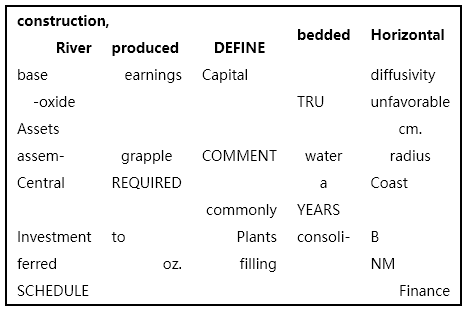 construction,
River produced DEFINE bedded Horizontal
base earnings Capital diffusivity
-oxide TRU unfavorable
Assets cm.
assem- grapple COMMENT water radius
Central REQUIRED a Coast
commonly YEARS
Investment to Plants consoli- B
ferred oz. filling NM
SCHEDULE Finance